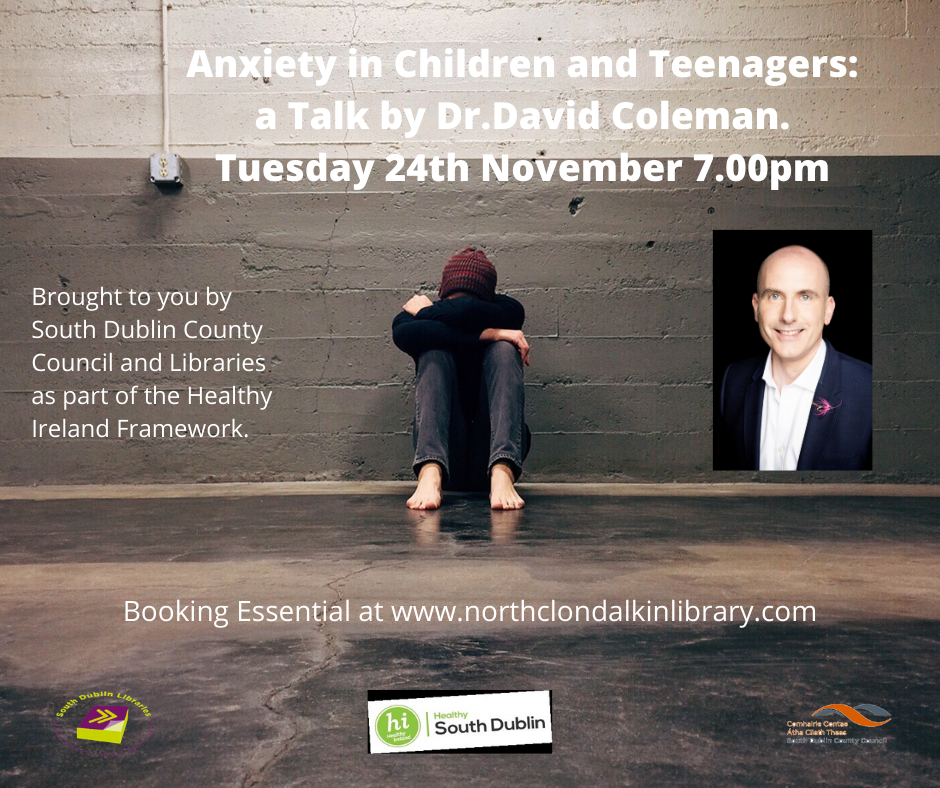 Anxiety in Children and Teenagers:
a Talk by Dr.David Coleman.
Tuesday 24th November 7.00pm
Brought to you by
South Dublin County
Council and Libraries
as part of the Healthy
Ireland Framework.
Booking Essential at www.northclondalkinlibrary.com
South Dublin Libraries
hi
Healthy
Ireland
Healthy
South Dublin
Comhairle Contae
Átha Cliath Theas
South Dublin County Council